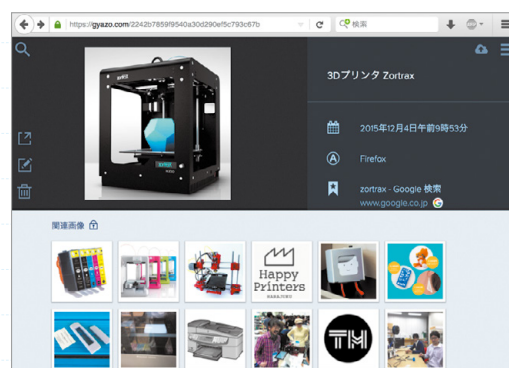 https://gyazo.com/2242b7859f9540a30d290ef5c793c67b
検索
3Dプリンタ Zortrax
2015年12月4日午前9時53分
Firefox
zortrax - Google 検索
www.google.co.jp
関連画像
Happy
Printers
HARAJUKU
TM